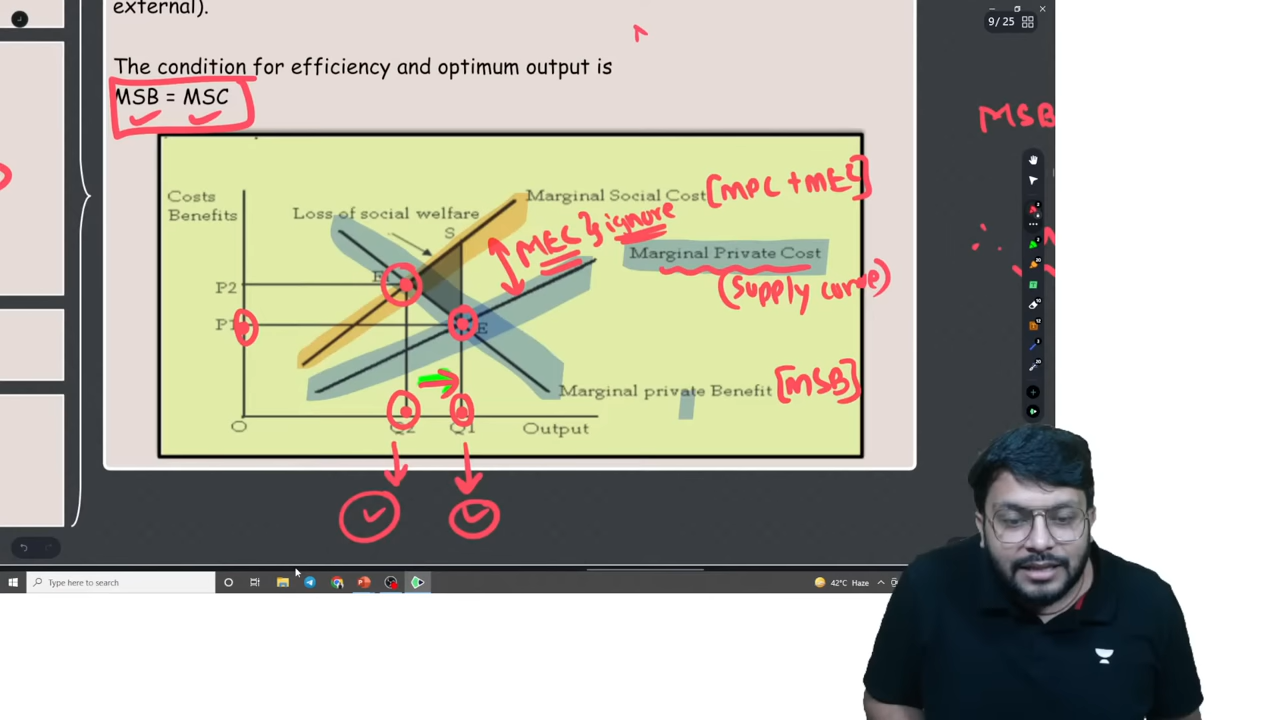 external).
9/25
The condition for efficiency and optimum output is
MSB = MSC
MSB
Costs
Benefits
Marginal Social Cost [MPC + MEC]
Loss of social welfare
S
MEC } ignore
Marginal Private Cost
(Supply curve)
P2
P1
E
Marginal private Benefit [MSB]
O
Q2
Q1
Output
Type here to search
42°C Haze